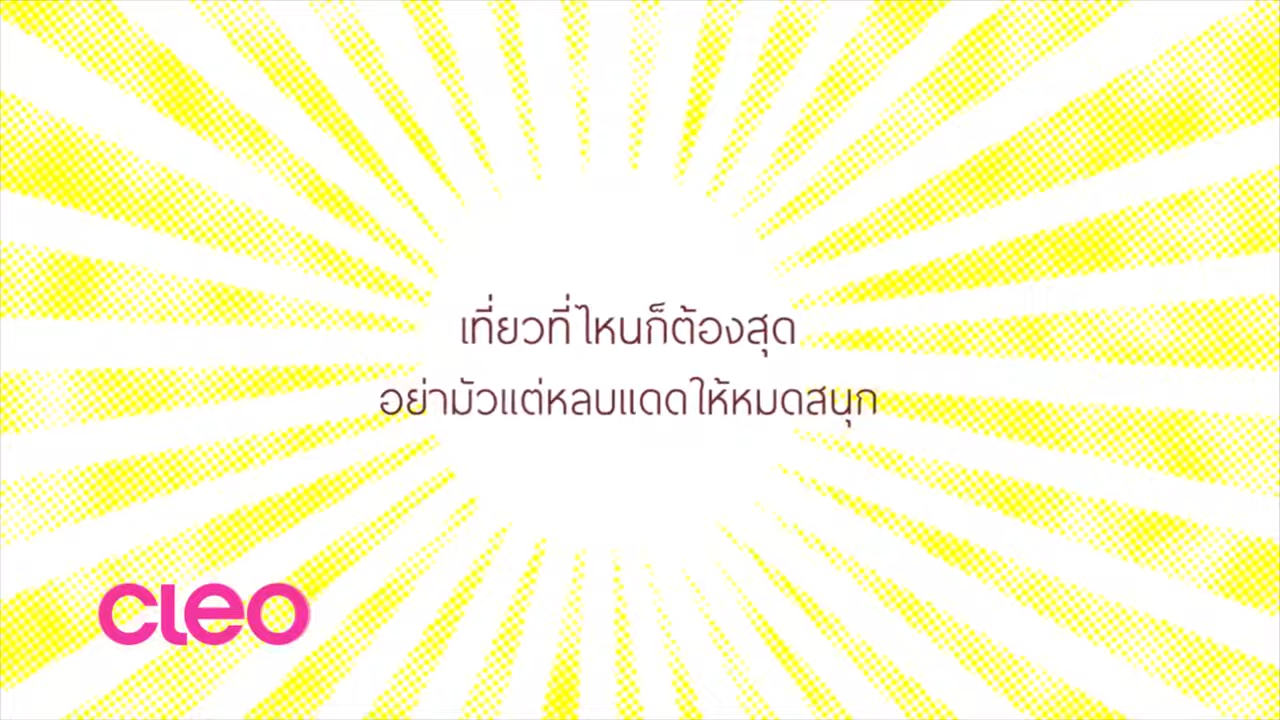 เที่ยวที่ไหนก็ต้องสุด
อย่ามัวแต่หลบแดดให้หมดสนุก
cleo